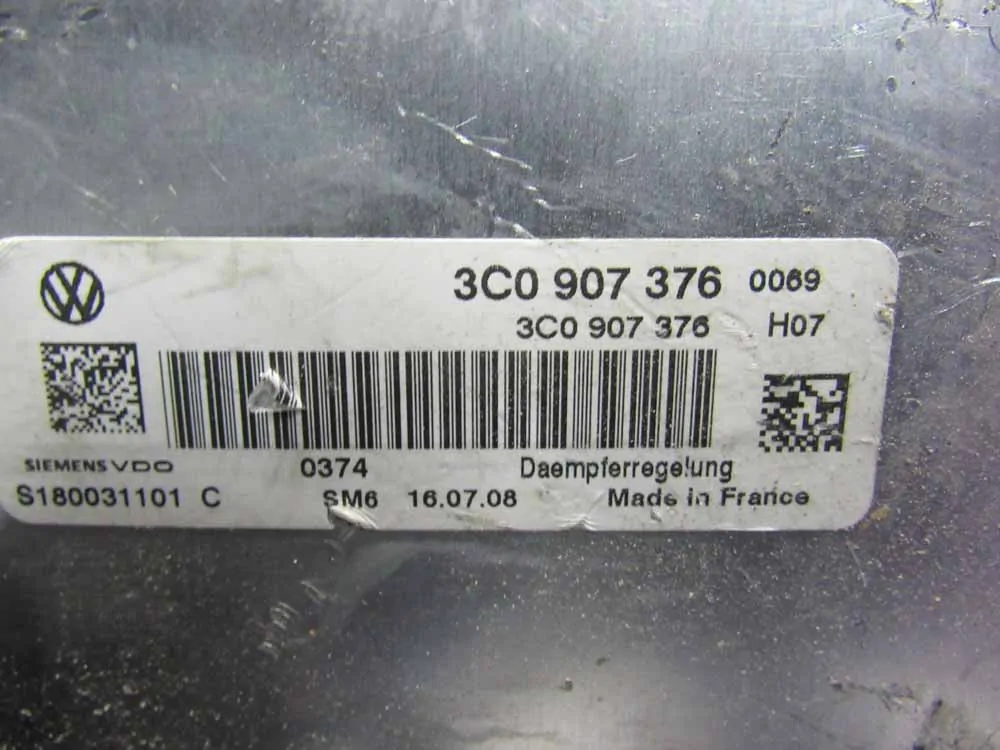 3C0 907 376 0069
3C0 907 376 H07
SIEMENS VDO 0374 Daempferregelung
S180031101 C SM6 16.07.08 Made in France